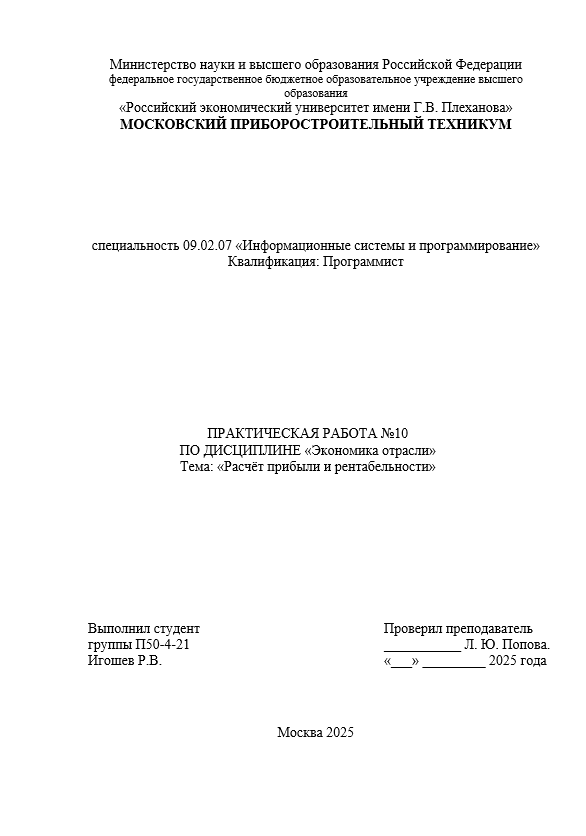 Министерство науки и высшего образования Российской Федерации
федеральное государственное бюджетное образовательное учреждение высшего
образования
«Российский экономический университет имени Г.В. Плеханова»
МОСКОВСКИЙ ПРИБОРОСТРОИТЕЛЬНЫЙ ТЕХНИКУМ
специальность 09.02.07 «Информационные системы и программирование»
Квалификация: Программист
ПРАКТИЧЕСКАЯ РАБОТА №10
ПО ДИСЦИПЛИНЕ «Экономика отрасли»
Тема: «Расчёт прибыли и рентабельности»
Выполнил студент
группы П50-4-21
Игошев Р.В.
Проверил преподаватель
___________ Л. Ю. Попова.
«___» _________ 2025 года
Москва 2025